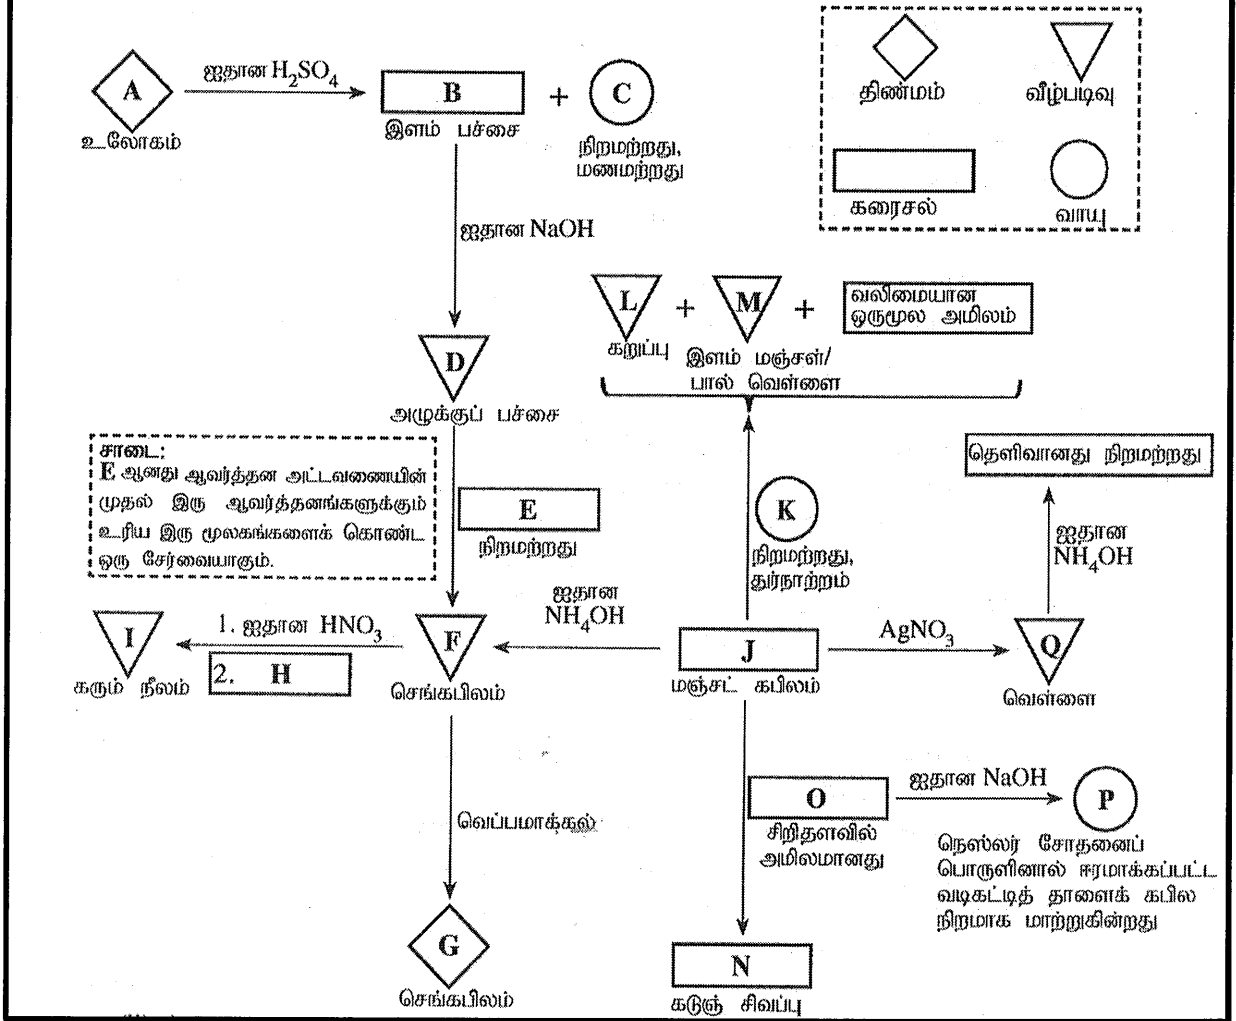 A
உலோகம்
ஐதான H₂SO₄
B
இளம் பச்சை
+
C
நிறமற்றது,
மணமற்றது
திண்மம்
வீழ்படிவு
கரைசல்
வாயு
ஐதான NaOH
D
அழுக்குப் பச்சை
L
கறுப்பு
+
M
இளம் மஞ்சள்/
பால் வெள்ளை
+
வலிமையான
ஒருமூல அமிலம்
சாடை:
E ஆனது ஆவர்த்தன அட்டவணையின்
முதல் இரு ஆவர்த்தனங்களுக்கும்
உரிய இரு மூலகங்களைக் கொண்ட
ஒரு சேர்வையாகும்.
E
நிறமற்றது
K
நிறமற்றது,
துர்நாற்றம்
தெளிவானது நிறமற்றது
ஐதான
NH₄OH
I
கரும் நீலம்
1. ஐதான HNO₃
2. H
F
செங்கபிலம்
ஐதான
NH₄OH
J
மஞ்சட் கபிலம்
AgNO₃
Q
வெள்ளை
வெப்பமாக்கல்
G
செங்கபிலம்
O
சிறிதளவில்
அமிலமானது
ஐதான NaOH
P
நெஸ்லர் சோதனைப்
பொருளினால் ஈரமாக்கப்பட்ட
வடிகட்டித் தாளைக் கபில
நிறமாக மாற்றுகின்றது
N
கடுஞ் சிவப்பு